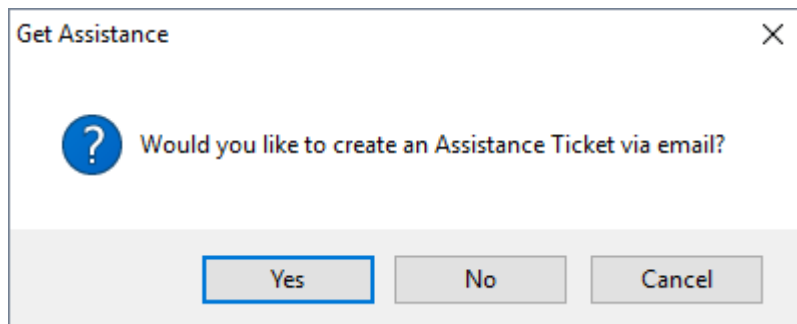 Get Assistance
Would you like to create an Assistance Ticket via email?
Yes
No
Cancel